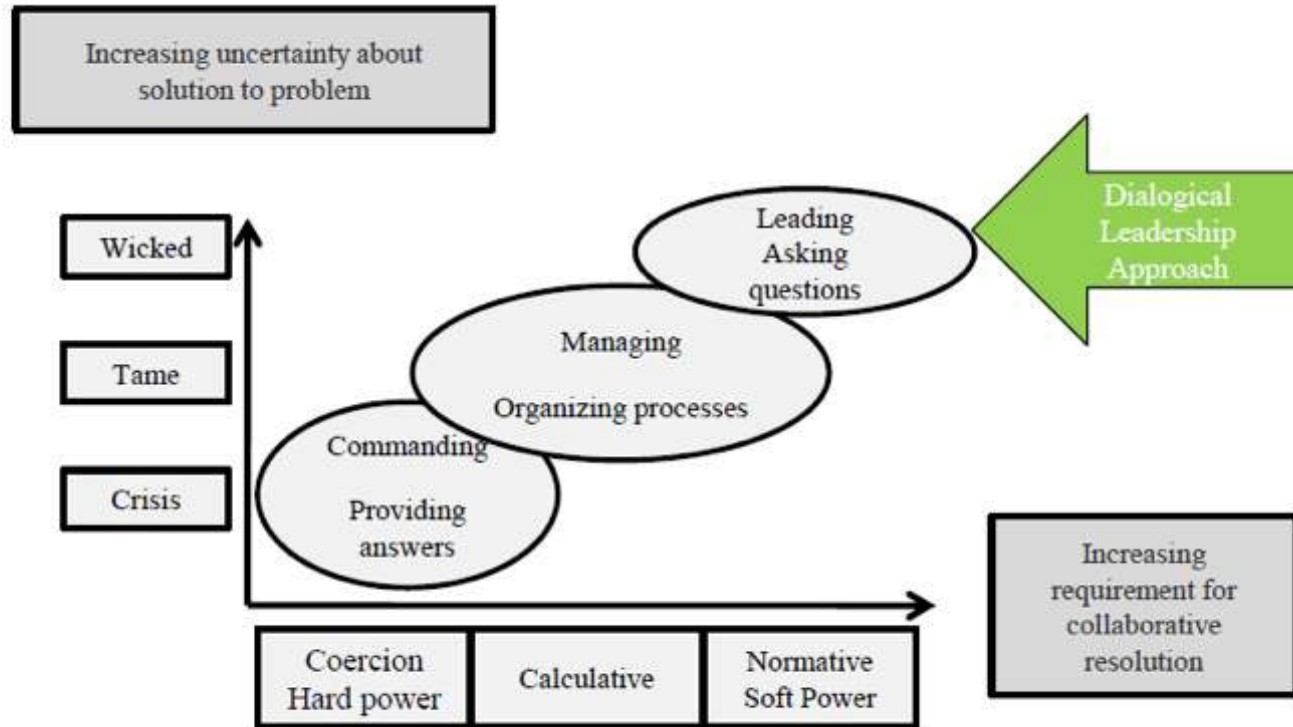 Increasing uncertainty about
solution to problem
Wicked
Tame
Crisis
Leading
Asking
questions
Managing
Organizing processes
Commanding
Providing
answers
Dialogical
Leadership
Approach
Coercion
Hard power
Calculative
Normative
Soft Power
Increasing
requirement for
collaborative
resolution